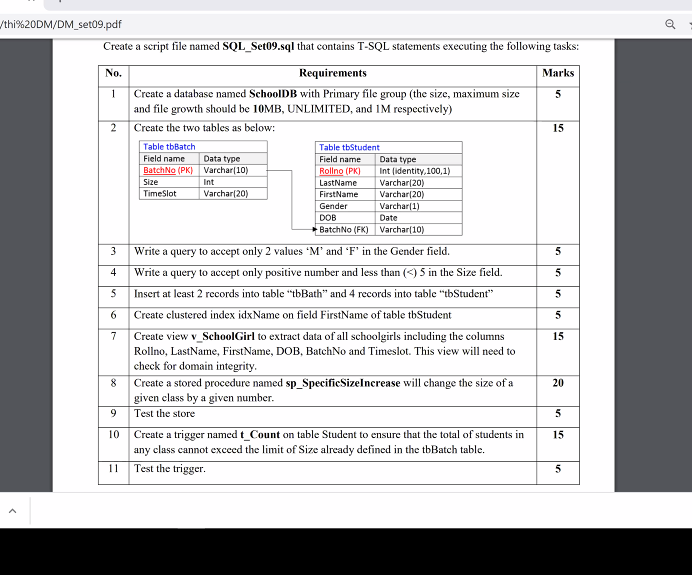 /thi%20DM/DM_set09.pdf
Create a script file named SQL_Set09.sql that contains T-SQL statements executing the following tasks:
No. Requirements Marks
1 Create a database named SchoolDB with Primary file group (the size, maximum size 5
and file growth should be 10MB, UNLIMITED, and 1M respectively)
2 Create the two tables as below: 15
Table tbBatch
Field name Data type
BatchNo (PK) Varchar(10)
Size Int
TimeSlot Varchar(20)
Table tbStudent
Field name Data type
Rollno (PK) Int (identity,100,1)
LastName Varchar(20)
FirstName Varchar(20)
Gender Varchar(1)
DOB Date
BatchNo (FK) Varchar(10)
3 Write a query to accept only 2 values ‘M’ and ‘F’ in the Gender field. 5
4 Write a query to accept only positive number and less than (<) 5 in the Size field. 5
5 Insert at least 2 records into table “tbBath” and 4 records into table “tbStudent” 5
6 Create clustered index idxName on field FirstName of table tbStudent 5
7 Create view v_SchoolGirl to extract data of all schoolgirls including the columns 15
Rollno, LastName, FirstName, DOB, BatchNo and Timeslot. This view will need to
check for domain integrity.
8 Create a stored procedure named sp_SpecificSizeIncrease will change the size of a 20
given class by a given number.
9 Test the store 5
10 Create a trigger named t_Count on table Student to ensure that the total of students in 15
any class cannot exceed the limit of Size already defined in the tbBatch table.
11 Test the trigger. 5